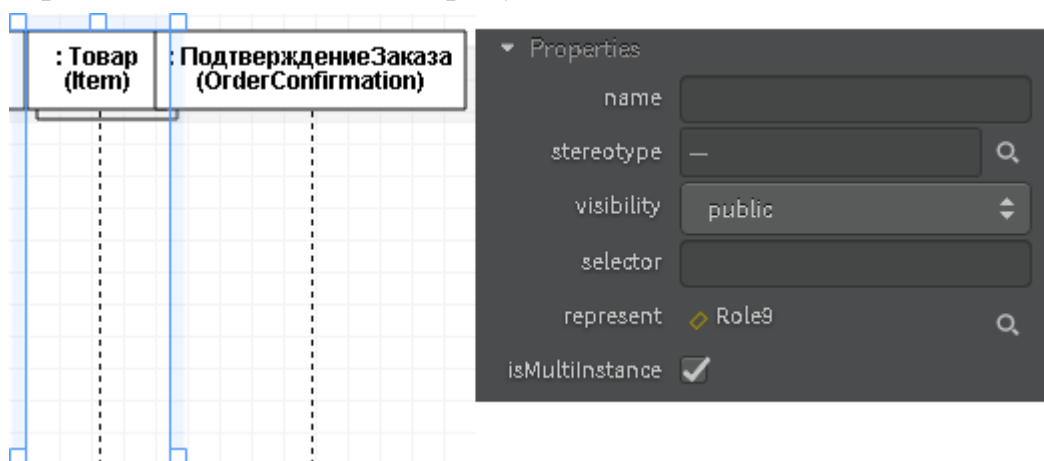 : Товар
(Item)
: ПодтверждениеЗаказа
(OrderConfirmation)
Properties
name
stereotype —
visibility public
selector
represent Role9
isMultiInstance